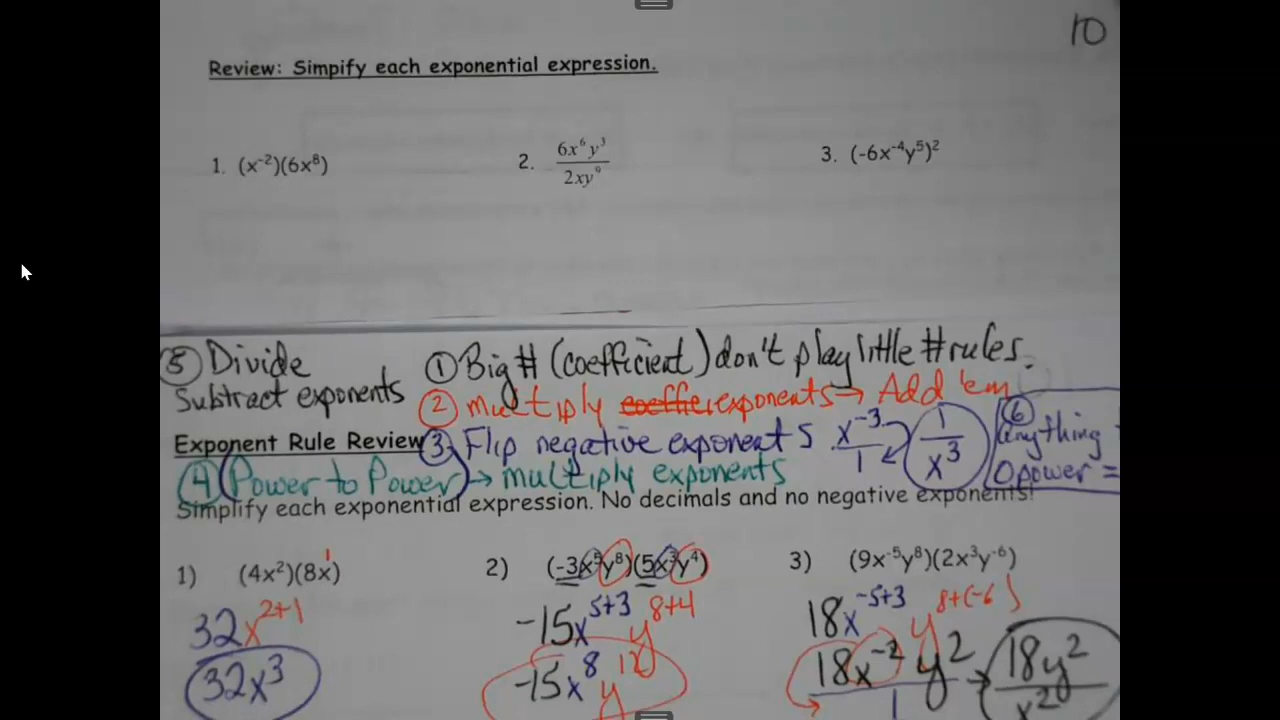 10
Review: Simpify each exponential expression.
1. (x⁻²)(6x⁸)
2. 6x⁶y³ / 2xy⁹
3. (-6x⁻⁴y⁵)²
⑤ Divide
Subtract exponents
① Big # (coefficient) don't play little # rules.
② multiply exponents → Add 'em
Exponent Rule Review
③ Flip negative exponents x⁻³/1 1/x³
④ (Power to Power) → multiply exponents
⑥ Anything
0 power =
Simplify each exponential expression. No decimals and no negative exponents!
1) (4x²)(8x¹)
32x²⁺¹
32x³
2) (-3x⁵y⁸)(5x³y⁴)
-15x⁵⁺³ y⁸⁺⁴
-15x⁸ y¹²
3) (9x⁻⁵y⁸)(2x³y⁻⁶)
18x⁻⁵⁺³ y⁸⁺⁽⁻⁶⁾
18x⁻² y² / 1 → 18y² / x²